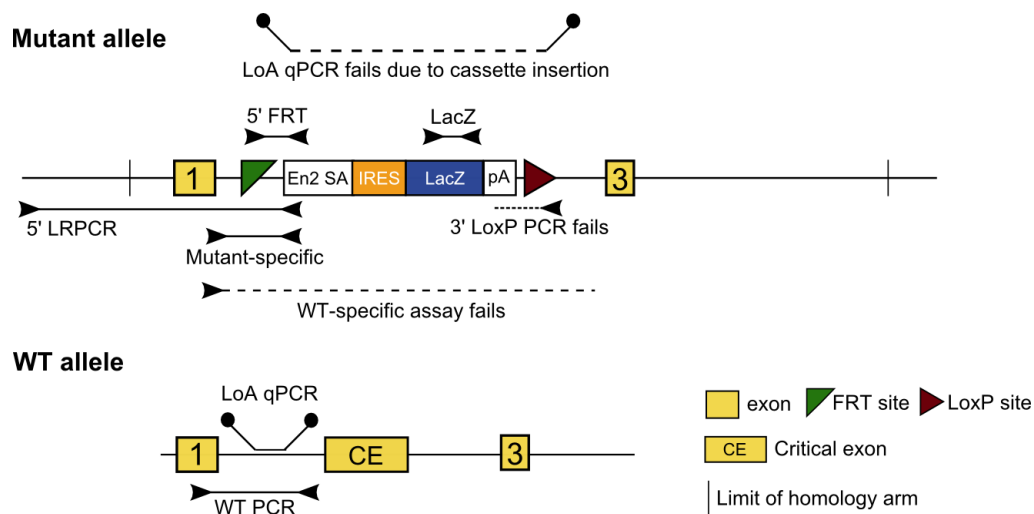 Mutant allele
LoA qPCR fails due to cassette insertion
5' FRT
LacZ
1
En2 SA
IRES
LacZ
pA
3
5' LRPCR
3' LoxP PCR fails
Mutant-specific
WT-specific assay fails
WT allele
LoA qPCR
1
CE
3
WT PCR
exon
FRT site
LoxP site
CE
Critical exon
Limit of homology arm